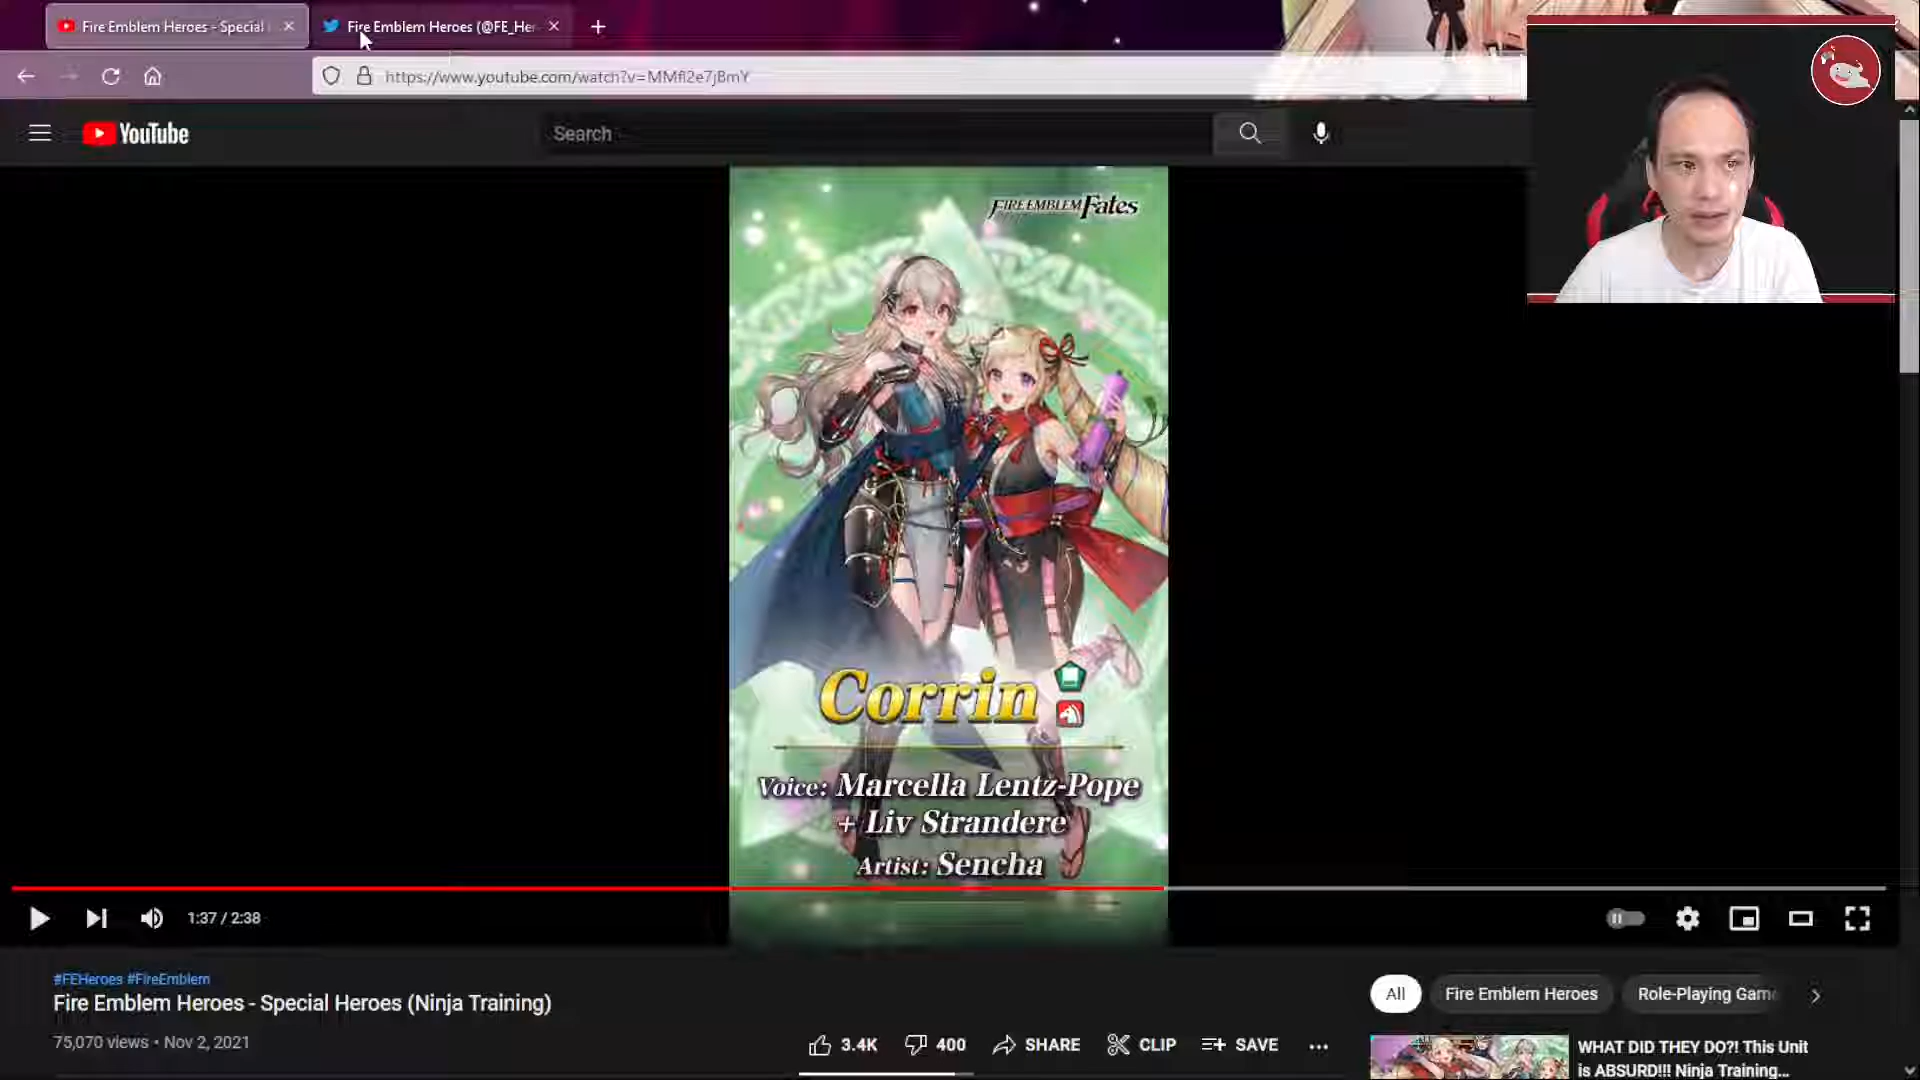 Fire Emblem Heroes - Special
Fire Emblem Heroes (@FE_He
https://www.youtube.com/watch?v=MMfl2e7jBmY
YouTube
Search
FIRE EMBLEM Fates
Corrin
Voice: Marcella Lentz-Pope
+ Liv Strandere
Artist: Sencha
1:37 / 2:38
#FEHeroes #FireEmblem
Fire Emblem Heroes - Special Heroes (Ninja Training)
75,070 views • Nov 2, 2021
3.4K
400
SHARE
CLIP
SAVE
All
Fire Emblem Heroes
Role-Playing Game
WHAT DID THEY DO?! This Unit
is ABSURD!!! Ninja Training...